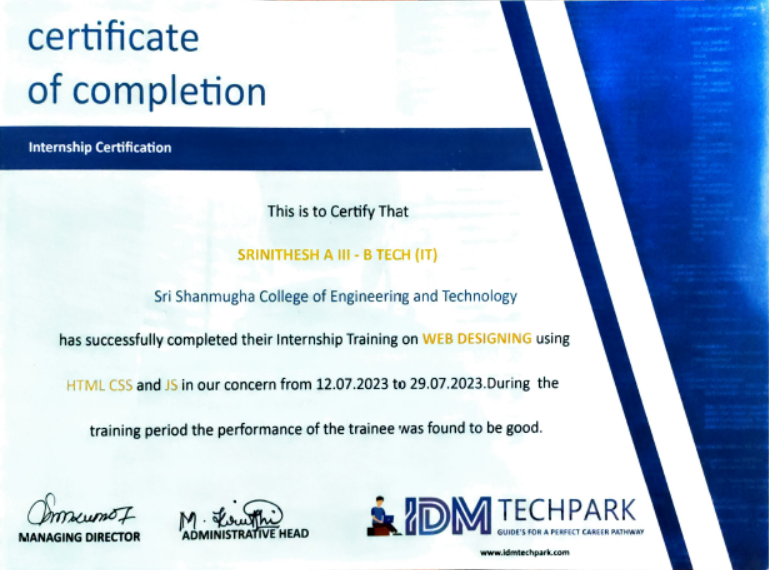 certificate
of completion
Internship Certification
This is to Certify That
SRINITHESH A III - B TECH (IT)
Sri Shanmugha College of Engineering and Technology
has successfully completed their Internship Training on WEB DESIGNING using
HTML CSS and JS in our concern from 12.07.2023 to 29.07.2023.During the
training period the performance of the trainee was found to be good.
MANAGING DIRECTOR
ADMINISTRATIVE HEAD
IDM TECHPARK
GUIDE'S FOR A PERFECT CAREER PATHWAY
www.idmtechpark.com